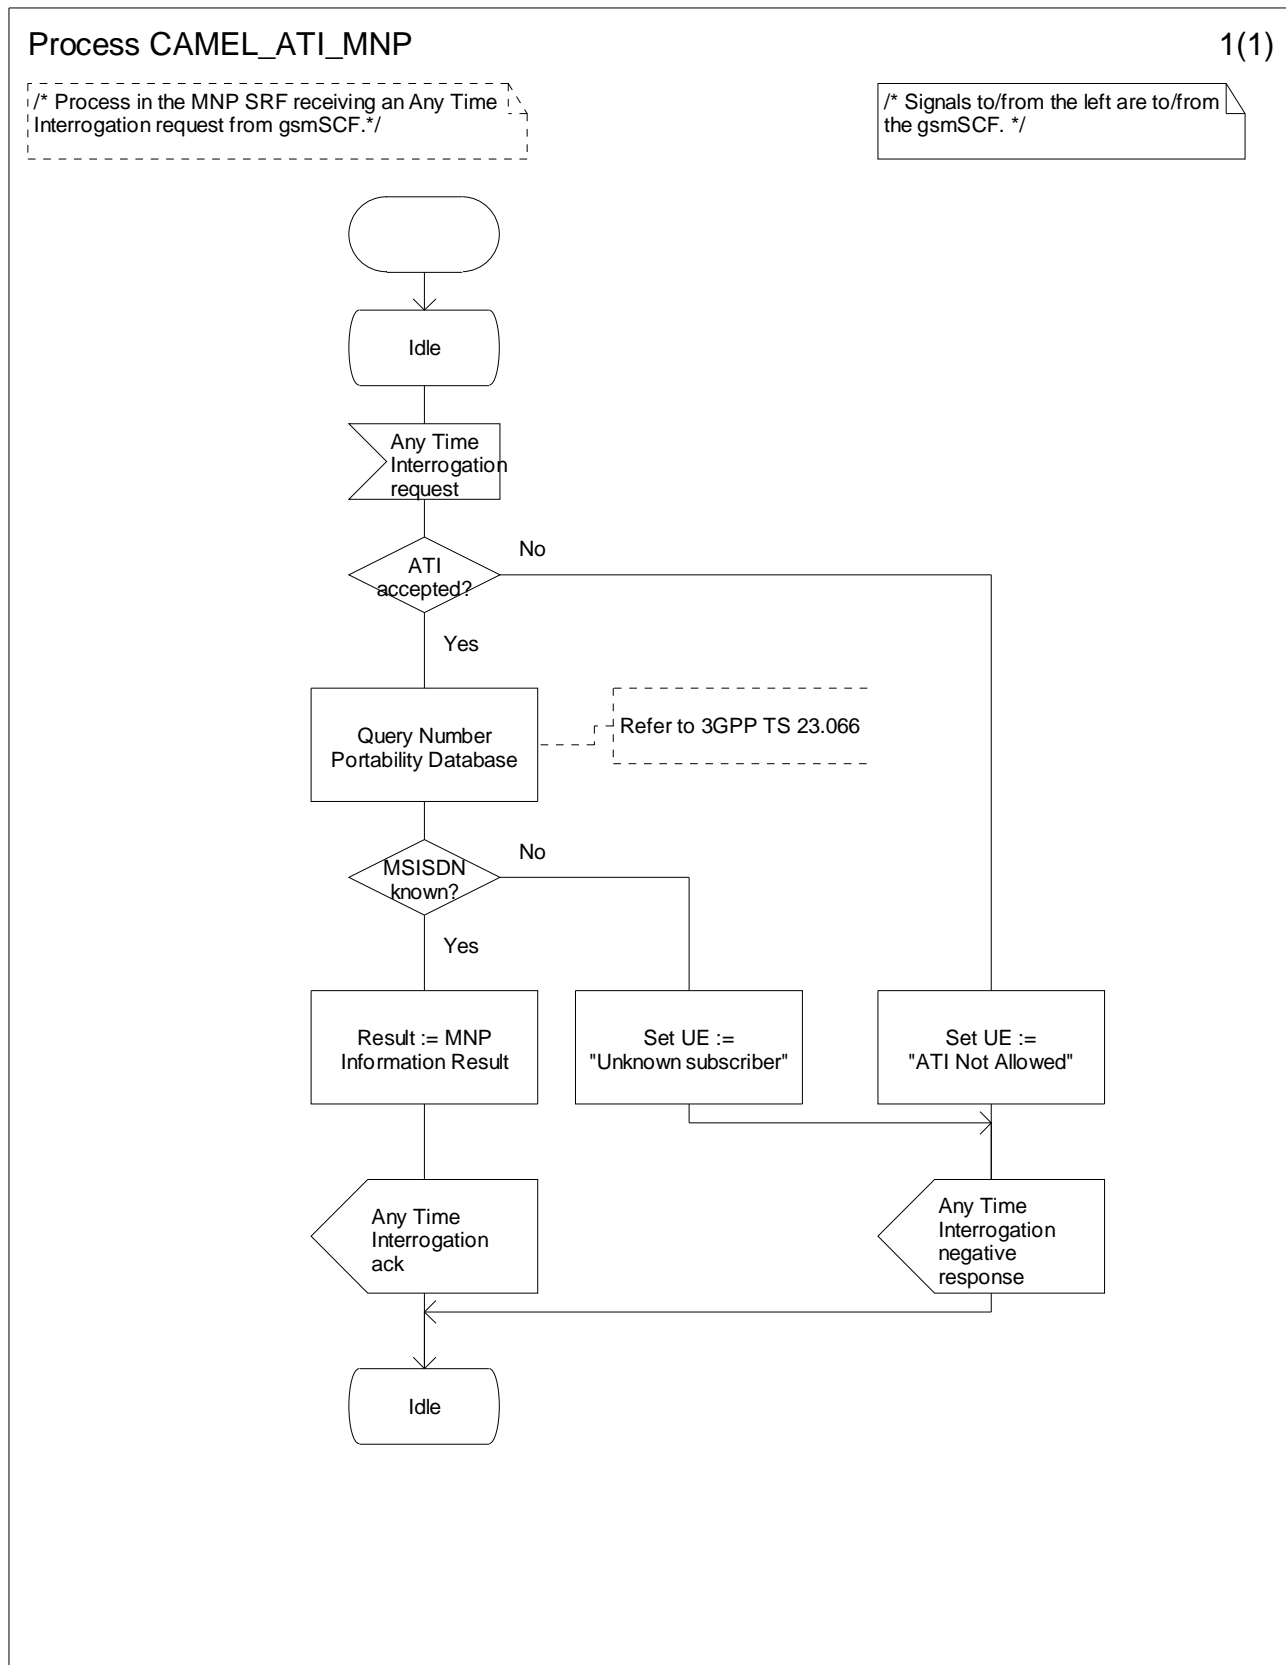 Process CAMEL_ATI_MNP
1(1)
/* Process in the MNP SRF receiving an Any Time
Interrogation request from gsmSCF.*/
/* Signals to/from the left are to/from
the gsmSCF. */
Idle
Any Time
Interrogation
request
ATI
accepted?
No
Yes
Query Number
Portability Database
Refer to 3GPP TS 23.066
MSISDN
known?
No
Yes
Result := MNP
Information Result
Set UE :=
"Unknown subscriber"
Set UE :=
"ATI Not Allowed"
Any Time
Interrogation
ack
Any Time
Interrogation
negative
response
Idle